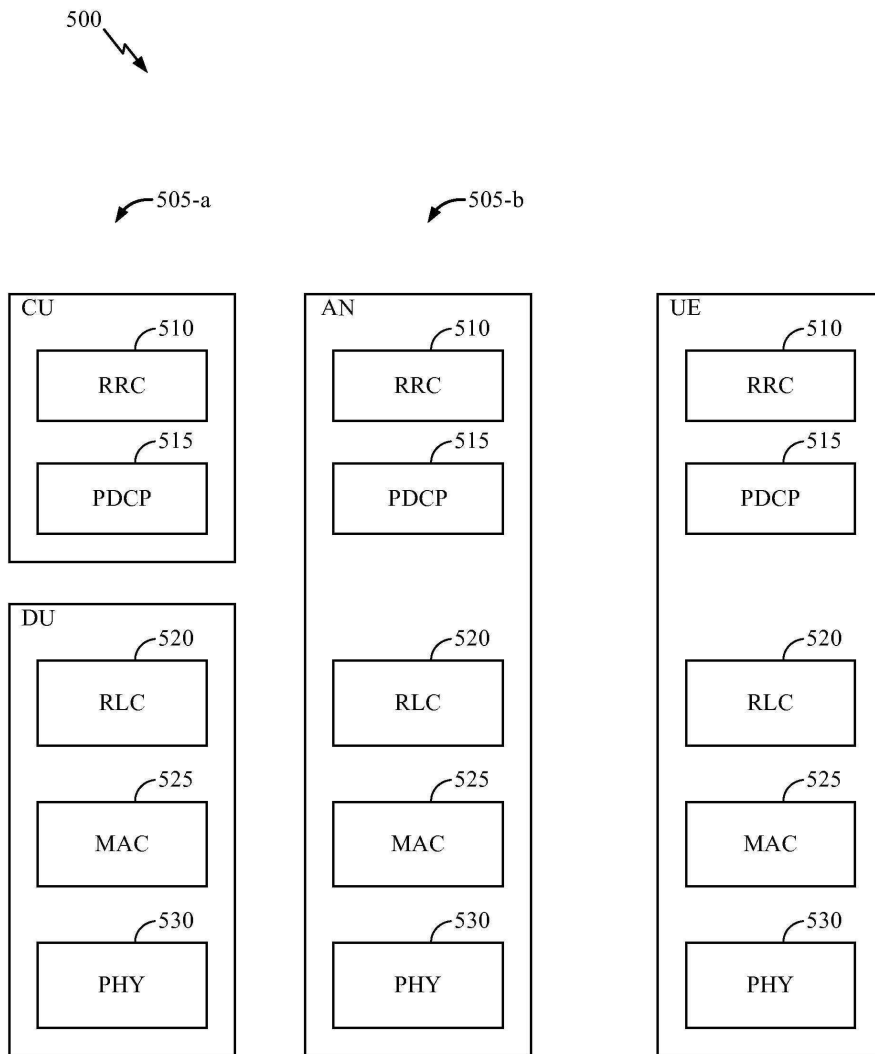 500
505-a 505-b
CU AN UE
510 510 510
RRC RRC RRC
515 515 515
PDCP PDCP PDCP
DU
520 520 520
RLC RLC RLC
525 525 525
MAC MAC MAC
530 530 530
PHY PHY PHY